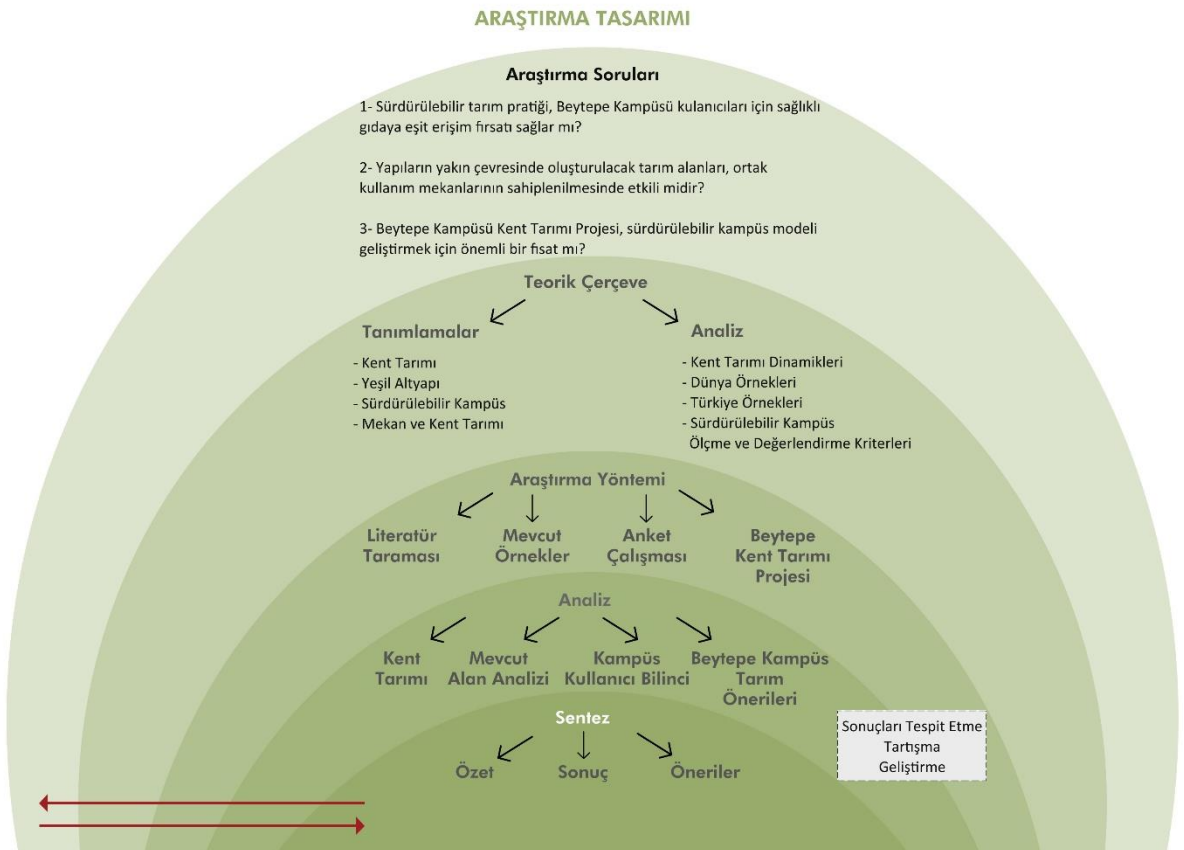 ARAŞTIRMA TASARIMI
Araştırma Soruları
1- Sürdürülebilir tarım pratiği, Beytepe Kampüsü kulanıcıları için sağlıklı
gıdaya eşit erişim fırsatı sağlar mı?
2- Yapıların yakın çevresinde oluşturulacak tarım alanları, ortak
kullanım mekanlarının sahiplenilmesinde etkili midir?
3- Beytepe Kampüsü Kent Tarımı Projesi, sürdürülebilir kampüs modeli
geliştirmek için önemli bir fısat mı?
Teorik Çerçeve
Tanımlamalar
- Kent Tarımı
- Yeşil Altyapı
- Sürdürülebilir Kampüs
- Mekan ve Kent Tarımı
Analiz
- Kent Tarımı Dinamikleri
- Dünya Örnekleri
- Türkiye Örnekleri
- Sürdürülebilir Kampüs
Ölçme ve Değerlendirme Kriterleri
Araştırma Yöntemi
Literatür
Taraması
Mevcut
Örnekler
Anket
Çalışması
Beytepe
Kent Tarımı
Projesi
Analiz
Kent
Tarımı
Mevcut
Alan Analizi
Kampüs
Kullanıcı Bilinci
Beytepe Kampüs
Tarım
Önerileri
Sentez
Özet
Sonuç
Öneriler
Sonuçları Tespit Etme
Tartışma
Geliştirme